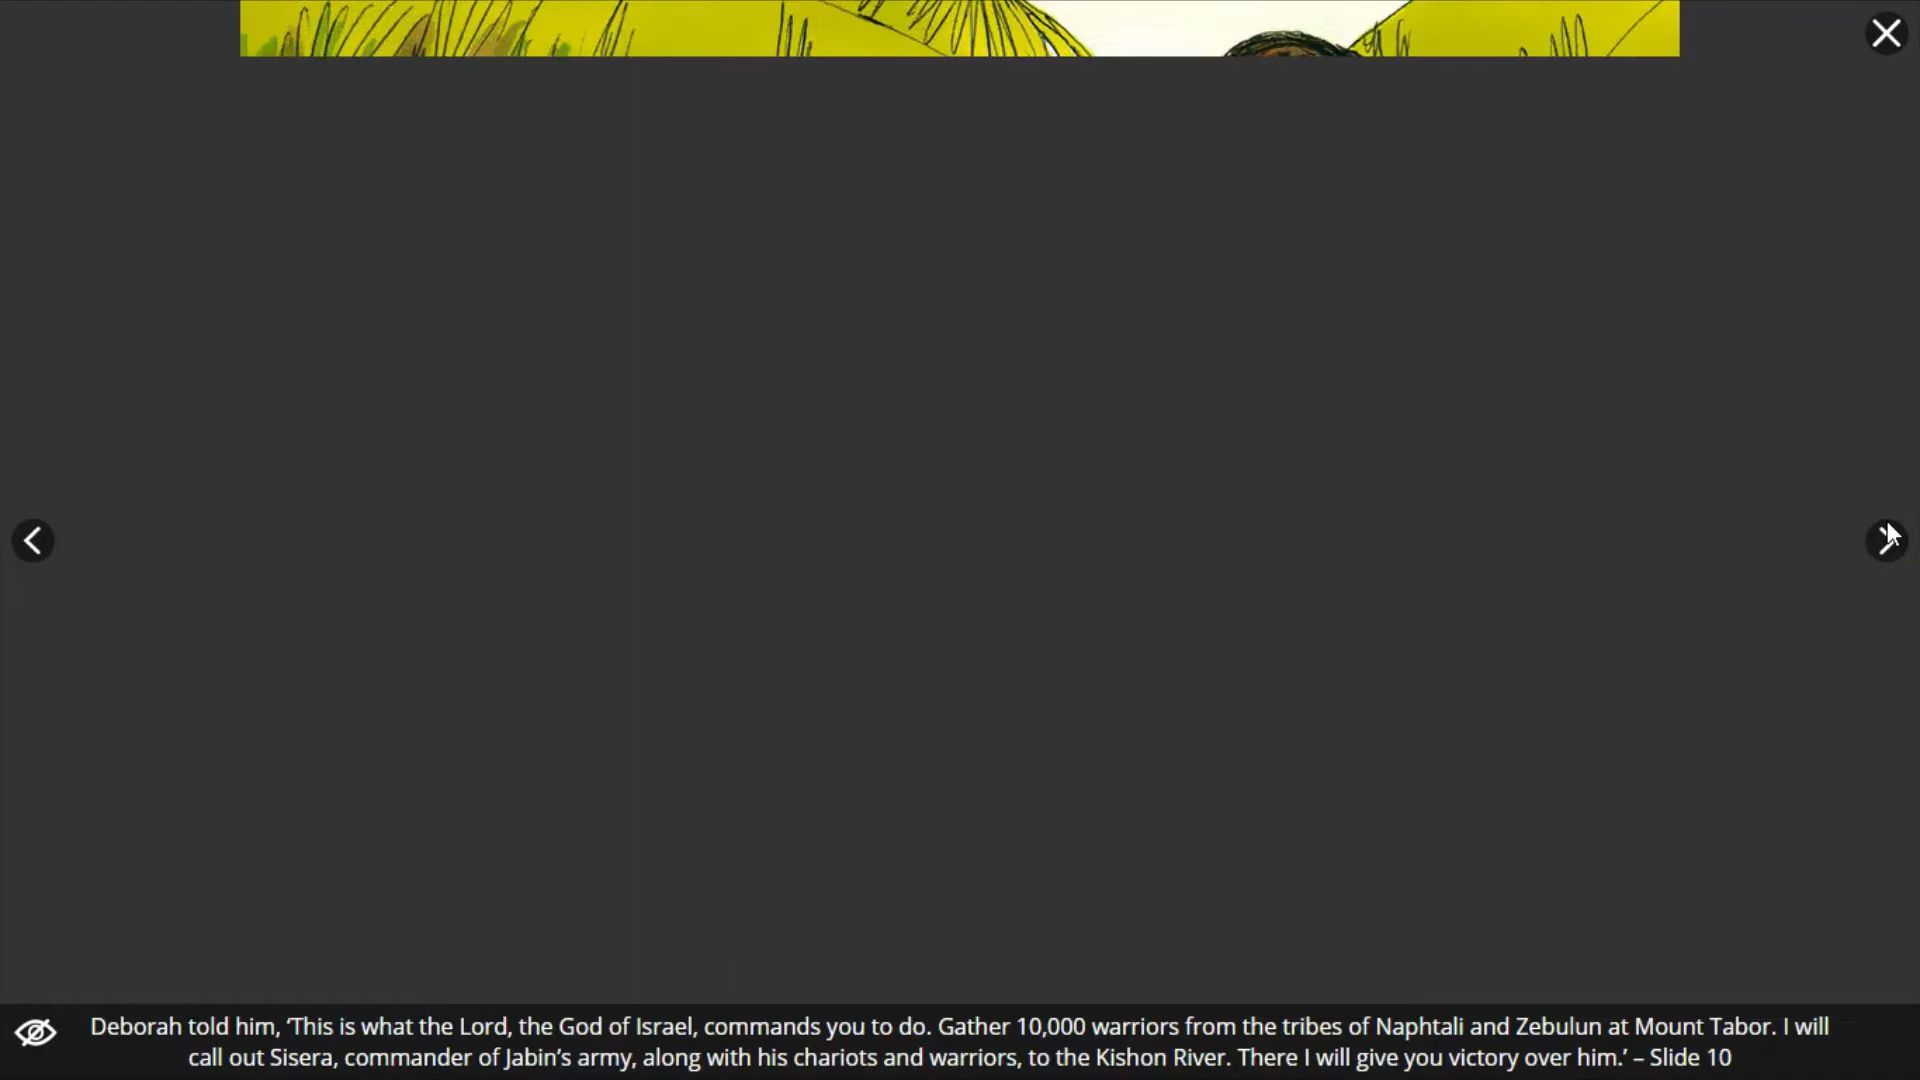 Deborah told him, ‘This is what the Lord, the God of Israel, commands you to do. Gather 10,000 warriors from the tribes of Naphtali and Zebulun at Mount Tabor. I will
call out Sisera, commander of Jabin’s army, along with his chariots and warriors, to the Kishon River. There I will give you victory over him.’ – Slide 10